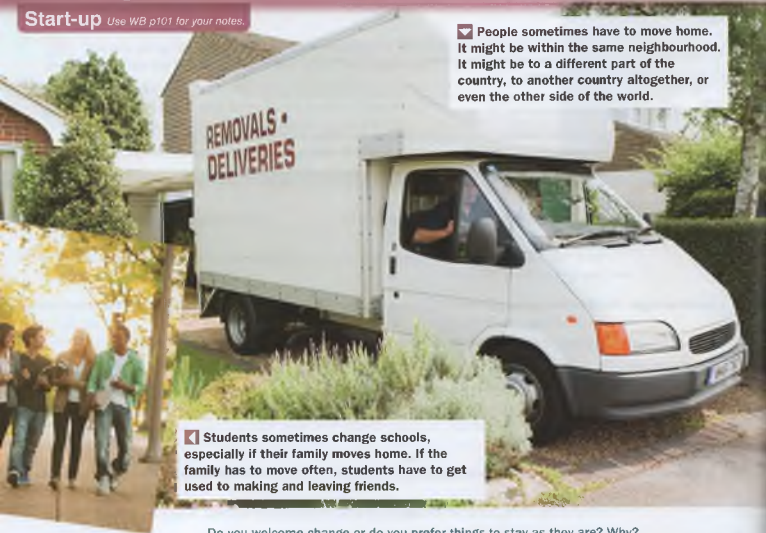 Start-up Use WB p101 for your notes.
People sometimes have to move home.
It might be within the same neighbourhood.
It might be to a different part of the
country, to another country altogether, or
even the other side of the world.
REMOVALS •
DELIVERIES
Students sometimes change schools,
especially if their family moves home. If the
family has to move often, students have to get
used to making and leaving friends.
Do you welcome change or do you prefer things to stay as they are? Why?